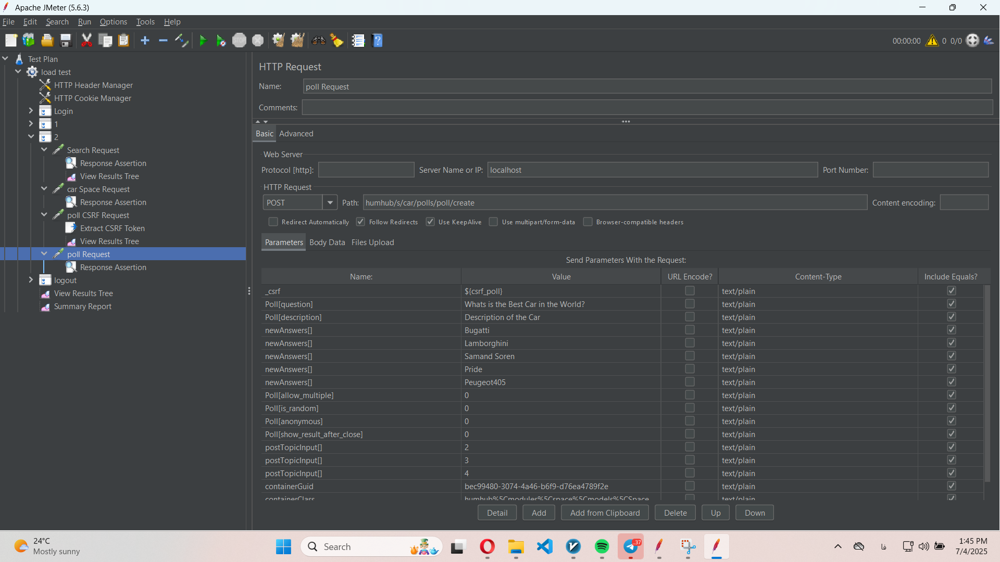 Apache JMeter (5.6.3)
File Edit Search Run Options Tools Help
STOP
00:00:00 0 0/0
Test Plan
load test
HTTP Header Manager
HTTP Cookie Manager
Login
1
2
Search Request
Response Assertion
View Results Tree
car Space Request
Response Assertion
poll CSRF Request
Extract CSRF Token
View Results Tree
poll Request
Response Assertion
logout
View Results Tree
Summary Report
HTTP Request
Name: poll Request
Comments:
Basic Advanced
Web Server
Protocol [http]: Server Name or IP: localhost Port Number:
HTTP Request
POST Path: humhub/s/car/polls/poll/create Content encoding:
Redirect Automatically Follow Redirects Use KeepAlive Use multipart/form-data Browser-compatible headers
Parameters Body Data Files Upload
Send Parameters With the Request:
Name: Value URL Encode? Content-Type Include Equals?
_csrf ${csrf_poll} text/plain
Poll[question] Whats is the Best Car in the World? text/plain
Poll[description] Description of the Car text/plain
newAnswers[] Bugatti text/plain
newAnswers[] Lamborghini text/plain
newAnswers[] Samand Soren text/plain
newAnswers[] Pride text/plain
newAnswers[] Peugeot405 text/plain
Poll[allow_multiple] 0 text/plain
Poll[is_random] 0 text/plain
Poll[anonymous] 0 text/plain
Poll[show_result_after_close] 0 text/plain
postTopicInput[] 2 text/plain
postTopicInput[] 3 text/plain
postTopicInput[] 4 text/plain
containerGuid bec99480-3074-4a46-b6f9-d76ea4789f2e text/plain
containerClass humhub%5Cmodules%5Cspace%5Cmodels%5CSpace text/plain
Detail Add Add from Clipboard Delete Up Down
24°C
Mostly sunny
Search
37
فا
1:45 PM
7/4/2025